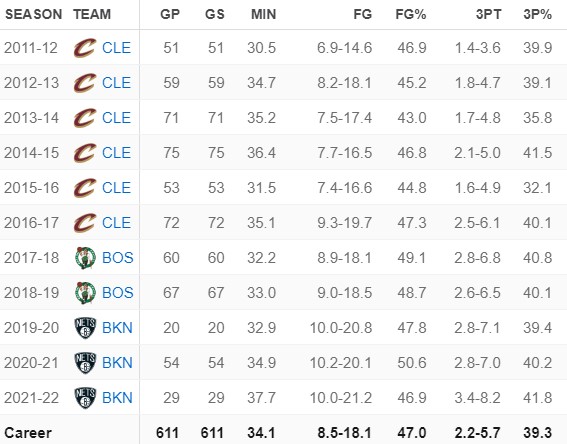 SEASON TEAM GP GS MIN FG FG% 3PT 3P%
2011-12 CLE 51 51 30.5 6.9-14.6 46.9 1.4-3.6 39.9
2012-13 CLE 59 59 34.7 8.2-18.1 45.2 1.8-4.7 39.1
2013-14 CLE 71 71 35.2 7.5-17.4 43.0 1.7-4.8 35.8
2014-15 CLE 75 75 36.4 7.7-16.5 46.8 2.1-5.0 41.5
2015-16 CLE 53 53 31.5 7.4-16.6 44.8 1.6-4.9 32.1
2016-17 CLE 72 72 35.1 9.3-19.7 47.3 2.5-6.1 40.1
2017-18 BOS 60 60 32.2 8.9-18.1 49.1 2.8-6.8 40.8
2018-19 BOS 67 67 33.0 9.0-18.5 48.7 2.6-6.5 40.1
2019-20 NETS B BKN 20 20 32.9 10.0-20.8 47.8 2.8-7.1 39.4
2020-21 NETS B BKN 54 54 34.9 10.2-20.1 50.6 2.8-7.0 40.2
2021-22 NETS B BKN 29 29 37.7 10.0-21.2 46.9 3.4-8.2 41.8
Career 611 611 34.1 8.5-18.1 47.0 2.2-5.7 39.3